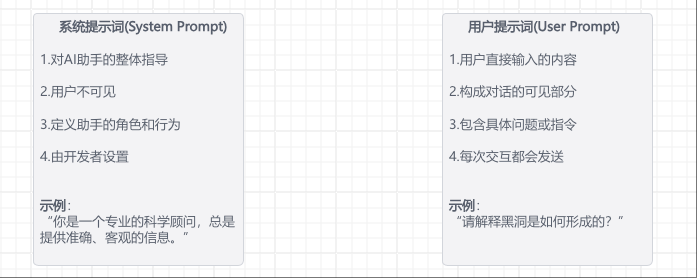 系统提示词(System Prompt)
1.对AI助手的整体指导
2.用户不可见
3.定义助手的角色和行为
4.由开发者设置
示例：
“你是一个专业的科学顾问，总是
提供准确、客观的信息。”
用户提示词(User Prompt)
1.用户直接输入的内容
2.构成对话的可见部分
3.包含具体问题或指令
4.每次交互都会发送
示例：
“请解释黑洞是如何形成的？”